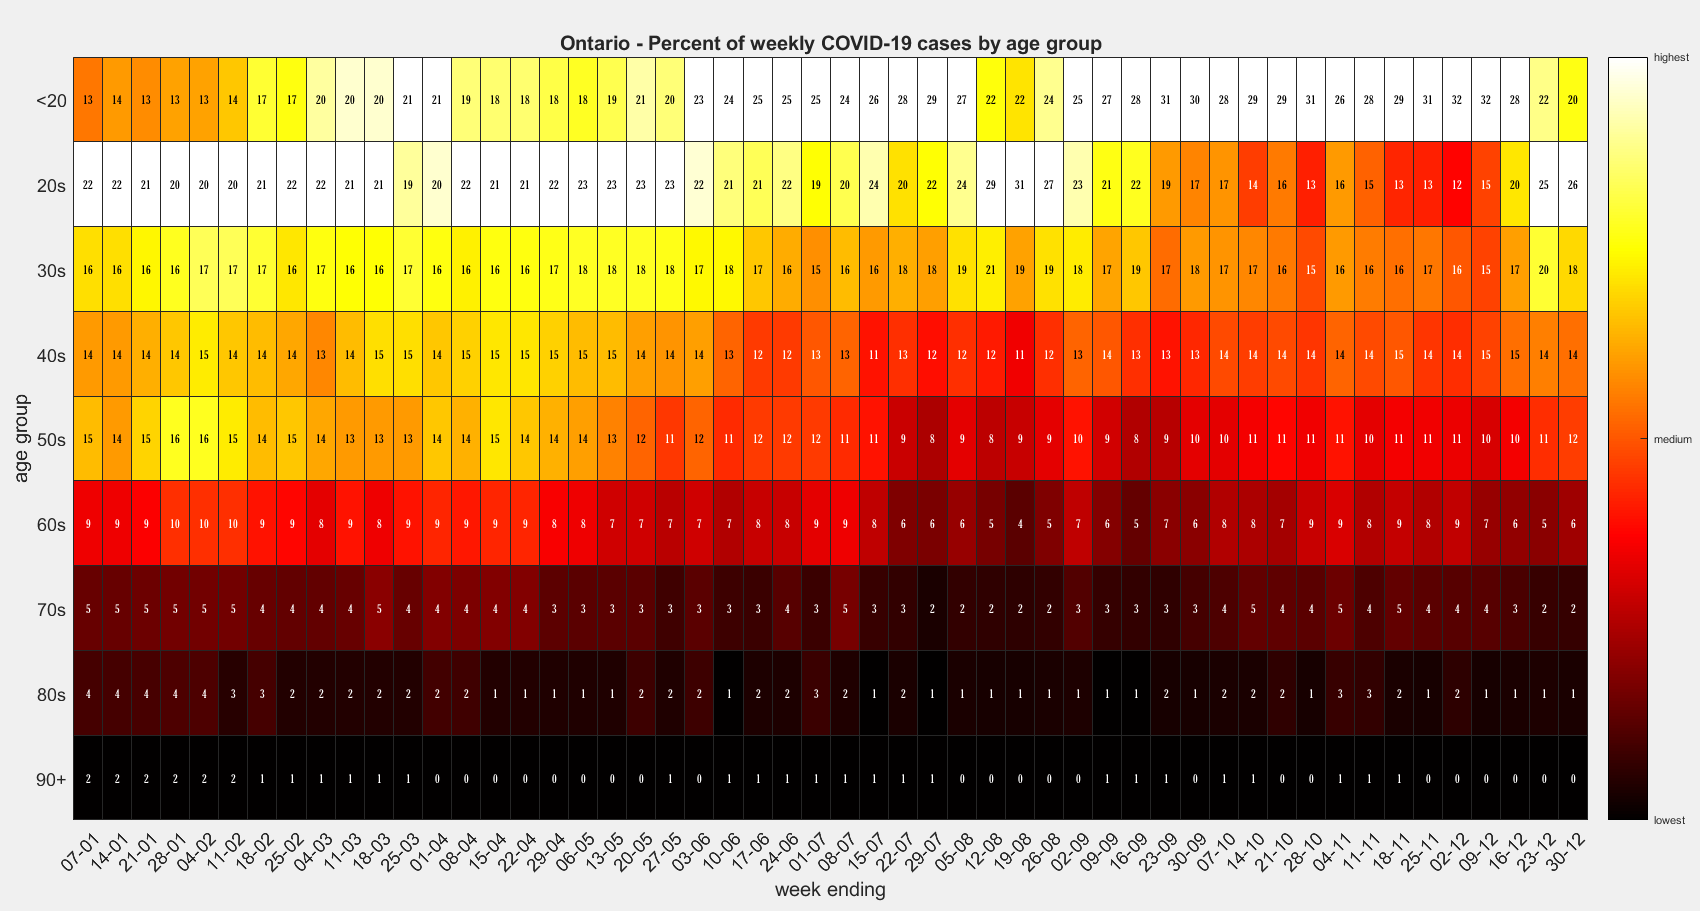 Ontario - Percent of weekly COVID-19 cases by age group
highest
<20 13 14 13 13 13 14 17 17 20 20 20 21 21 19 18 18 18 18 19 21 20 23 24 25 25 25 24 26 28 29 27 22 22 24 25 27 28 31 30 28 29 29 31 26 28 29 31 32 32 28 22 20
20s 22 22 21 20 20 20 21 22 22 21 21 19 20 22 21 21 22 23 23 23 23 22 21 21 22 19 20 24 20 22 24 29 31 27 23 21 22 19 17 17 14 16 13 16 15 13 13 12 15 20 25 26
30s 16 16 16 16 17 17 17 16 17 16 16 17 16 16 16 16 17 18 18 18 18 17 18 17 16 15 16 16 18 18 19 21 19 19 18 17 19 17 18 17 17 16 15 16 16 16 17 16 15 17 20 18
40s 14 14 14 14 15 14 14 14 13 14 15 15 14 15 15 15 15 15 15 14 14 14 13 12 12 13 13 11 13 12 12 12 11 12 13 14 13 13 13 14 14 14 14 14 14 15 14 14 15 15 14 14
medium
age group
50s 15 14 15 16 16 15 14 15 14 13 13 13 14 14 15 14 14 14 13 12 11 12 11 12 12 12 11 11 9 8 9 8 9 9 10 9 8 9 10 10 11 11 11 11 10 11 11 11 10 10 11 12
60s 9 9 9 10 10 10 9 9 8 9 8 9 9 9 9 9 8 8 7 7 7 7 7 8 8 9 9 8 6 6 6 5 4 5 7 6 5 7 6 8 8 7 9 9 8 9 8 9 7 6 5 6
70s 5 5 5 5 5 5 4 4 4 4 5 4 4 4 4 4 3 3 3 3 3 3 3 3 4 3 5 3 3 2 2 2 2 2 3 3 3 3 3 4 5 4 4 5 4 5 4 4 4 3 2 2
80s 4 4 4 4 4 3 3 2 2 2 2 2 2 2 1 1 1 1 1 2 2 2 1 2 2 3 2 1 2 1 1 1 1 1 1 1 1 2 1 2 2 2 1 3 3 2 1 2 1 1 1 1
90+ 2 2 2 2 2 2 1 1 1 1 1 1 0 0 0 0 0 0 0 0 1 0 1 1 1 1 1 1 1 1 0 0 0 0 0 1 1 1 0 1 1 0 0 1 1 1 0 0 0 0 0 0
lowest
07-01 14-01 21-01 28-01 04-02 11-02 18-02 25-02 04-03 11-03 18-03 25-03 01-04 08-04 15-04 22-04 29-04 06-05 13-05 20-05 27-05 03-06 10-06 17-06 24-06 01-07 08-07 15-07 22-07 29-07 05-08 12-08 19-08 26-08 02-09 09-09 16-09 23-09 30-09 07-10 14-10 21-10 28-10 04-11 11-11 18-11 25-11 02-12 09-12 16-12 23-12 30-12
week ending